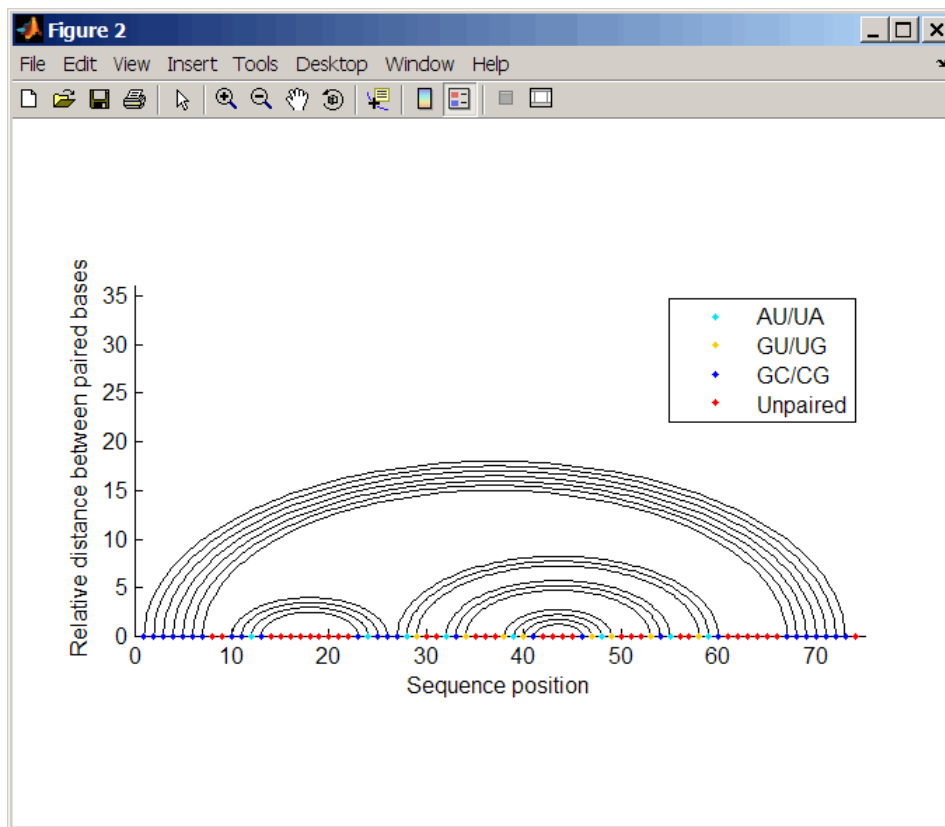 Figure 2
File Edit View Insert Tools Desktop Window Help
Relative distance between paired bases
35
30
25
20
15
10
5
0
AU/UA
GU/UG
GC/CG
Unpaired
0 10 20 30 40 50 60 70
Sequence position